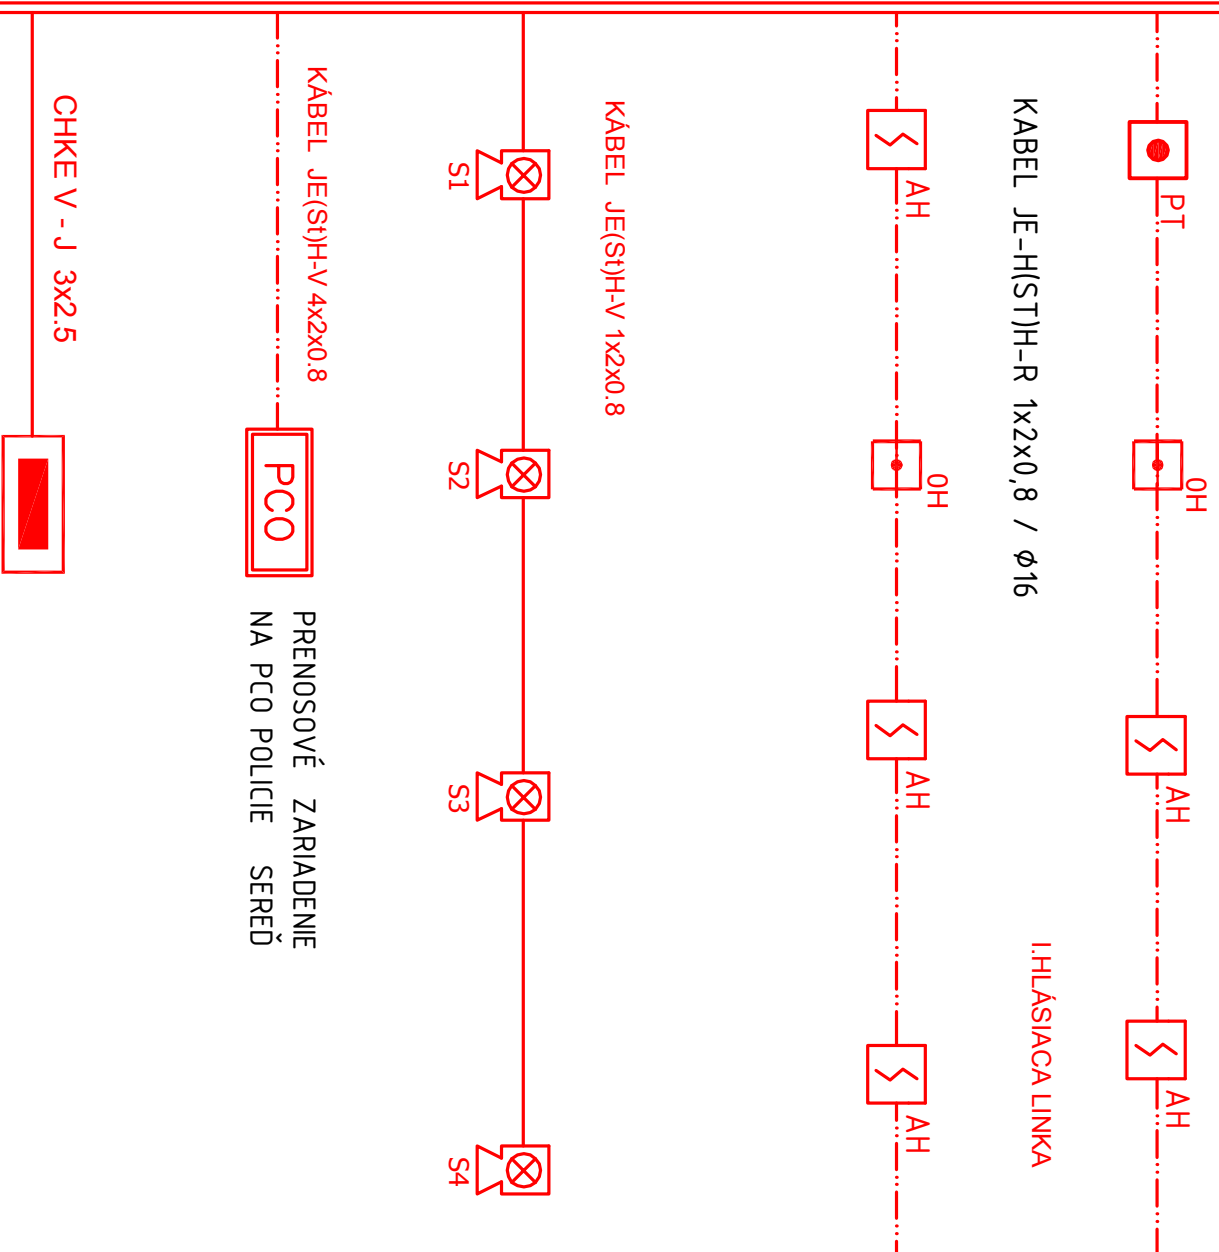 PT
OH
AH
AH
I.HLÁSIACA LINKA
KABEL JE-H(ST)H-R 1x2x0,8 / Ø16
AH
OH
AH
AH
KÁBEL JE(St)H-V 1x2x0.8
S1
S2
S3
S4
KÁBEL JE(St)H-V 4x2x0.8
PCO
PRENOSOVÉ ZARIADENIE
NA PCO POLICIE SEREĎ
CHKE V - J 3x2.5